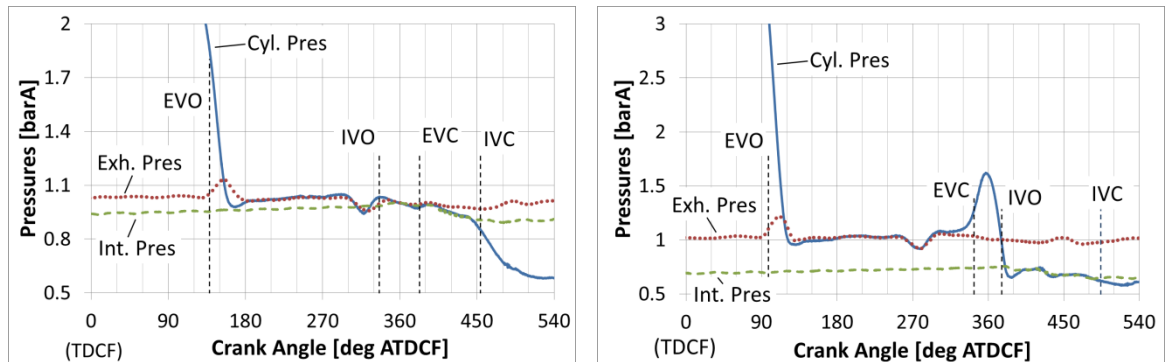 2
1.7
1.4
1.1
0.8
0.5
Pressures [barA]
Cyl. Pres
EVO
IVO
EVC
IVC
Exh. Pres
Int. Pres
0 90 180 270 360 450 540
(TDCF)
Crank Angle [deg ATDCF]
3
2.5
2
1.5
1
0.5
Pressures [barA]
Cyl. Pres
EVO
EVC
IVO
IVC
Exh. Pres
Int. Pres
0 90 180 270 360 450 540
(TDCF)
Crank Angle [deg ATDCF]